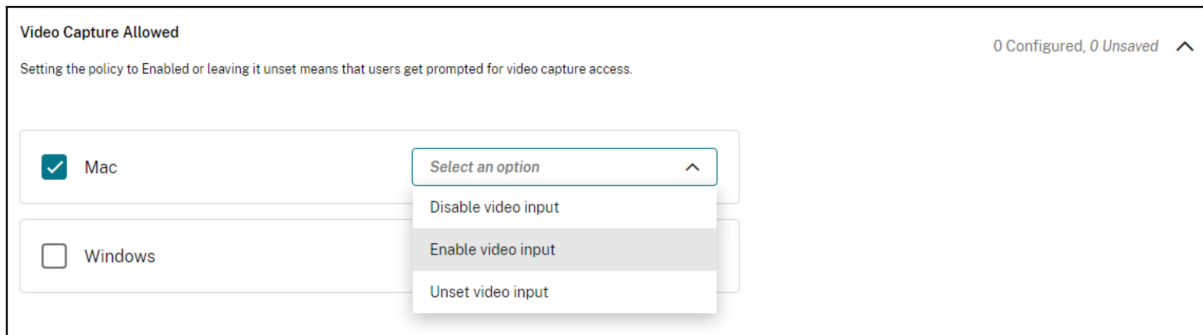 Video Capture Allowed
0 Configured, 0 Unsaved
Setting the policy to Enabled or leaving it unset means that users get prompted for video capture access.
Mac
Select an option
Disable video input
Enable video input
Windows
Unset video input